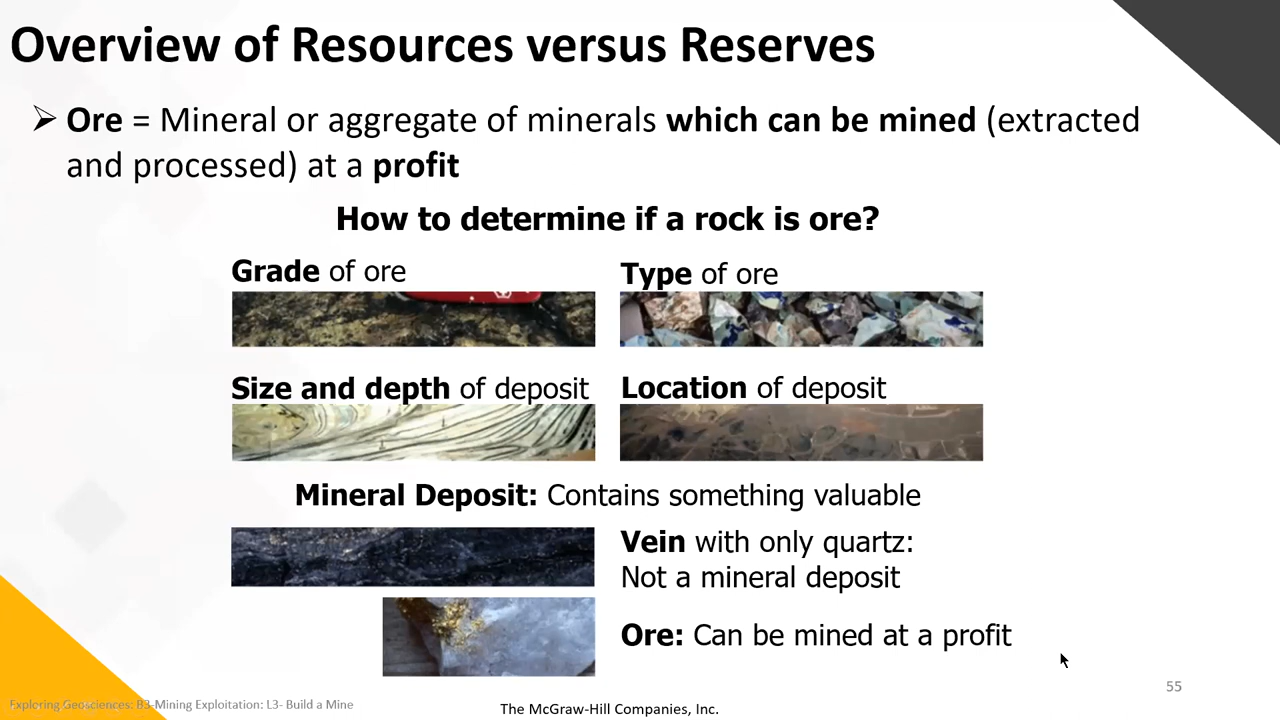 Overview of Resources versus Reserves
➢ Ore = Mineral or aggregate of minerals which can be mined (extracted
and processed) at a profit
How to determine if a rock is ore?
Grade of ore
Type of ore
Size and depth of deposit
Location of deposit
Mineral Deposit: Contains something valuable
Vein with only quartz:
Not a mineral deposit
Ore: Can be mined at a profit
55
Exploring Geosciences: B3-Mining Exploitation: L3- Build a Mine
The McGraw-Hill Companies, Inc.